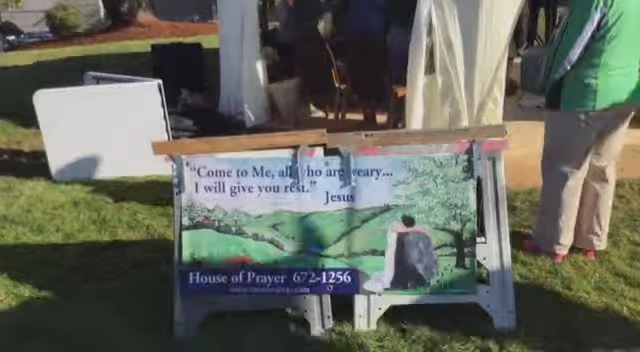 "Come to Me, all who are weary...
I will give you rest."
Jesus
House of Prayer 672-1256